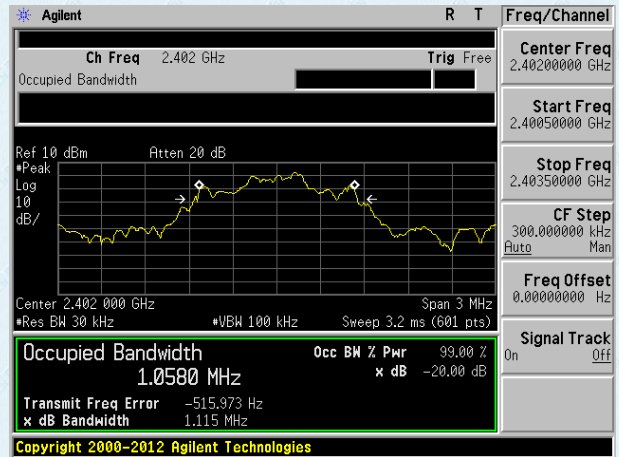 Agilent R T
Ch Freq 2.402 GHz Trig Free
Occupied Bandwidth
Ref 10 dBm Atten 20 dB
#Peak
Log
10
dB/
Center 2.402 000 GHz Span 3 MHz
#Res BW 30 kHz #VBW 100 kHz Sweep 3.2 ms (601 pts)
Occupied Bandwidth Occ BW % Pwr 99.00 %
1.0580 MHz x dB -20.00 dB
Transmit Freq Error -515.973 Hz
x dB Bandwidth 1.115 MHz
Copyright 2000-2012 Agilent Technologies
Freq/Channel
Center Freq
2.40200000 GHz
Start Freq
2.40050000 GHz
Stop Freq
2.40350000 GHz
CF Step
300.000000 kHz
Auto Man
Freq Offset
0.00000000 Hz
Signal Track
On Off